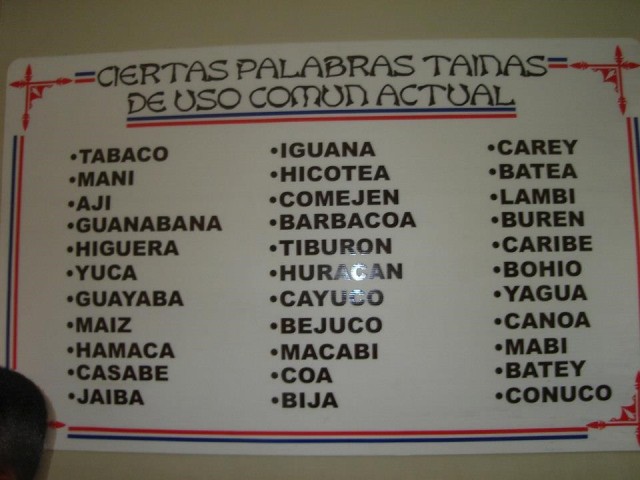 CIERTAS PALABRAS TAINAS
DE USO COMUN ACTUAL
•TABACO
•MANI
•AJI
•GUANABANA
•HIGUERA
•YUCA
•GUAYABA
•MAIZ
•HAMACA
•CASABE
•JAIBA
•IGUANA
•HICOTEA
•COMEJEN
•BARBACOA
•TIBURON
•HURACAN
•CAYUCO
•BEJUCO
•MACABI
•COA
•BIJA
•CAREY
•BATEA
•LAMBI
•BUREN
•CARIBE
•BOHIO
•YAGUA
•CANOA
•MABI
•BATEY
•CONUCO